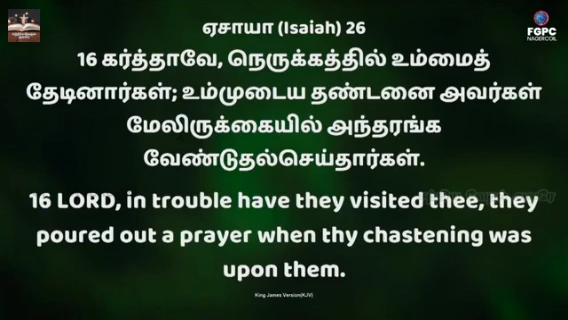 ஏசாயா (Isaiah) 26
FGPC
NAGERCOIL
16 கர்த்தாவே, நெருக்கத்தில் உம்மைத்
தேடினார்கள்; உம்முடைய தண்டனை அவர்கள்
மேலிருக்கையில் அந்தரங்க
வேண்டுதல்செய்தார்கள்.
16 LORD, in trouble have they visited thee, they
poured out a prayer when thy chastening was
upon them.
King James Version(KJV)